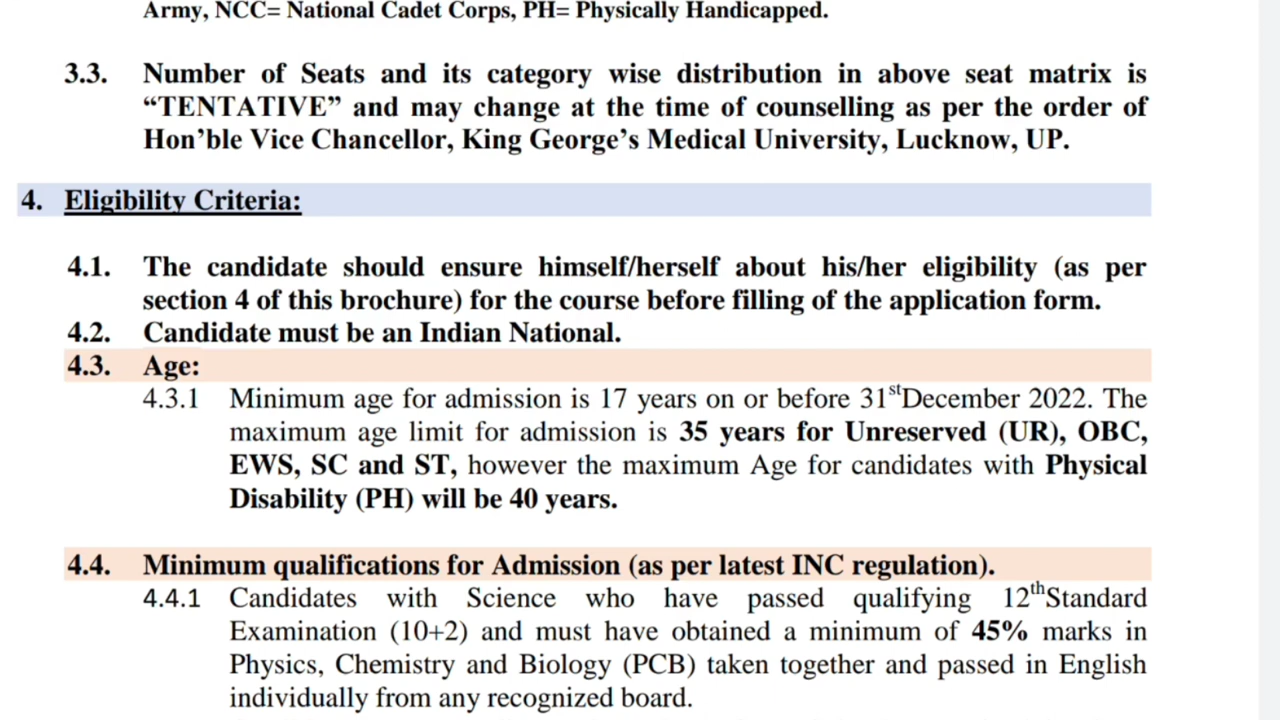 Army, NCC= National Cadet Corps, PH= Physically Handicapped.
3.3. Number of Seats and its category wise distribution in above seat matrix is
“TENTATIVE” and may change at the time of counselling as per the order of
Hon’ble Vice Chancellor, King George’s Medical University, Lucknow, UP.
4. Eligibility Criteria:
4.1. The candidate should ensure himself/herself about his/her eligibility (as per
section 4 of this brochure) for the course before filling of the application form.
4.2. Candidate must be an Indian National.
4.3. Age:
4.3.1 Minimum age for admission is 17 years on or before 31stDecember 2022. The
maximum age limit for admission is 35 years for Unreserved (UR), OBC,
EWS, SC and ST, however the maximum Age for candidates with Physical
Disability (PH) will be 40 years.
4.4. Minimum qualifications for Admission (as per latest INC regulation).
4.4.1 Candidates with Science who have passed qualifying 12thStandard
Examination (10+2) and must have obtained a minimum of 45% marks in
Physics, Chemistry and Biology (PCB) taken together and passed in English
individually from any recognized board.